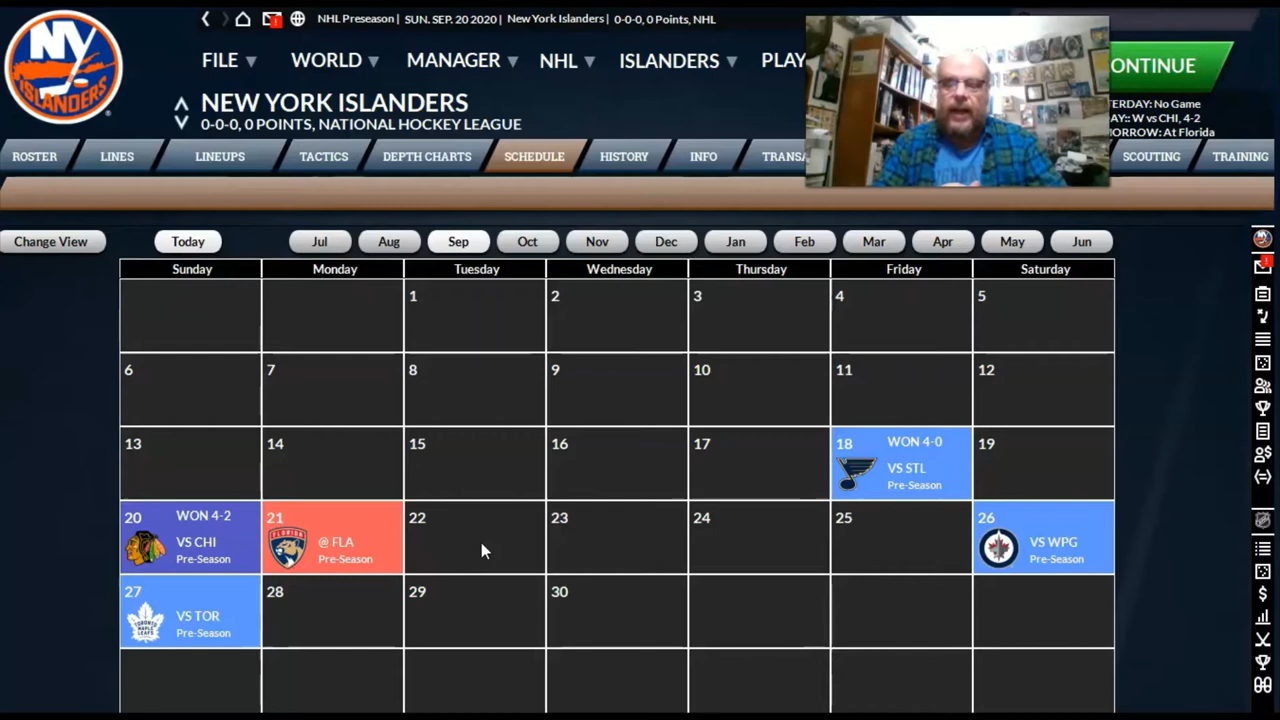 NHL Preseason | SUN. SEP. 20 2020 | New York Islanders | 0-0-0, 0 Points, NHL
FILE WORLD MANAGER NHL ISLANDERS PLAY
ONTINUE
NEW YORK ISLANDERS
0-0-0, 0 POINTS, NATIONAL HOCKEY LEAGUE
TERDAY: No Game
AY:: W vs CHI, 4-2
MORROW: At Florida
NY
ISLANDERS
ROSTER LINES LINEUPS TACTICS DEPTH CHARTS SCHEDULE HISTORY INFO TRANSA SCOUTING TRAINING
Change View Today Jul Aug Sep Oct Nov Dec Jan Feb Mar Apr May Jun
Sunday Monday Tuesday Wednesday Thursday Friday Saturday
1 2 3 4 5
6 7 8 9 10 11 12
13 14 15 16 17 18 WON 4-0 19
VS STL
Pre-Season
20 WON 4-2 21 22 23 24 25 26
VS CHI @ FLA VS WPG
Pre-Season Pre-Season Pre-Season
27 28 29 30
VS TOR
Pre-Season